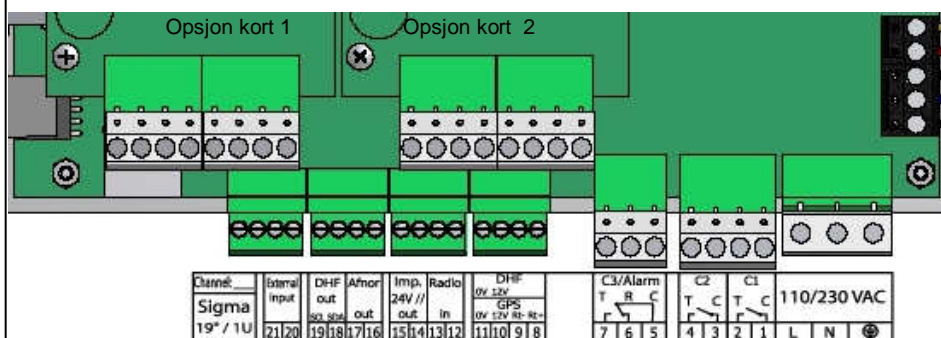 Opsjon kort 1
Opsjon kort 2
Channel:____
Sigma
19" / 1U
External
Input
21 20
DHF
out
SCL SDA
19 18
Afnor
out
17 16
Imp.
24V //
out
15 14
Radio
in
13 12
DHF
0V 12V
GPS
0V 12V Rt- Rt+
11 10 9 8
C3/Alarm
T R C
7 6 5
C2
T C
4 3
C1
T C
2 1
110/230 VAC
L N